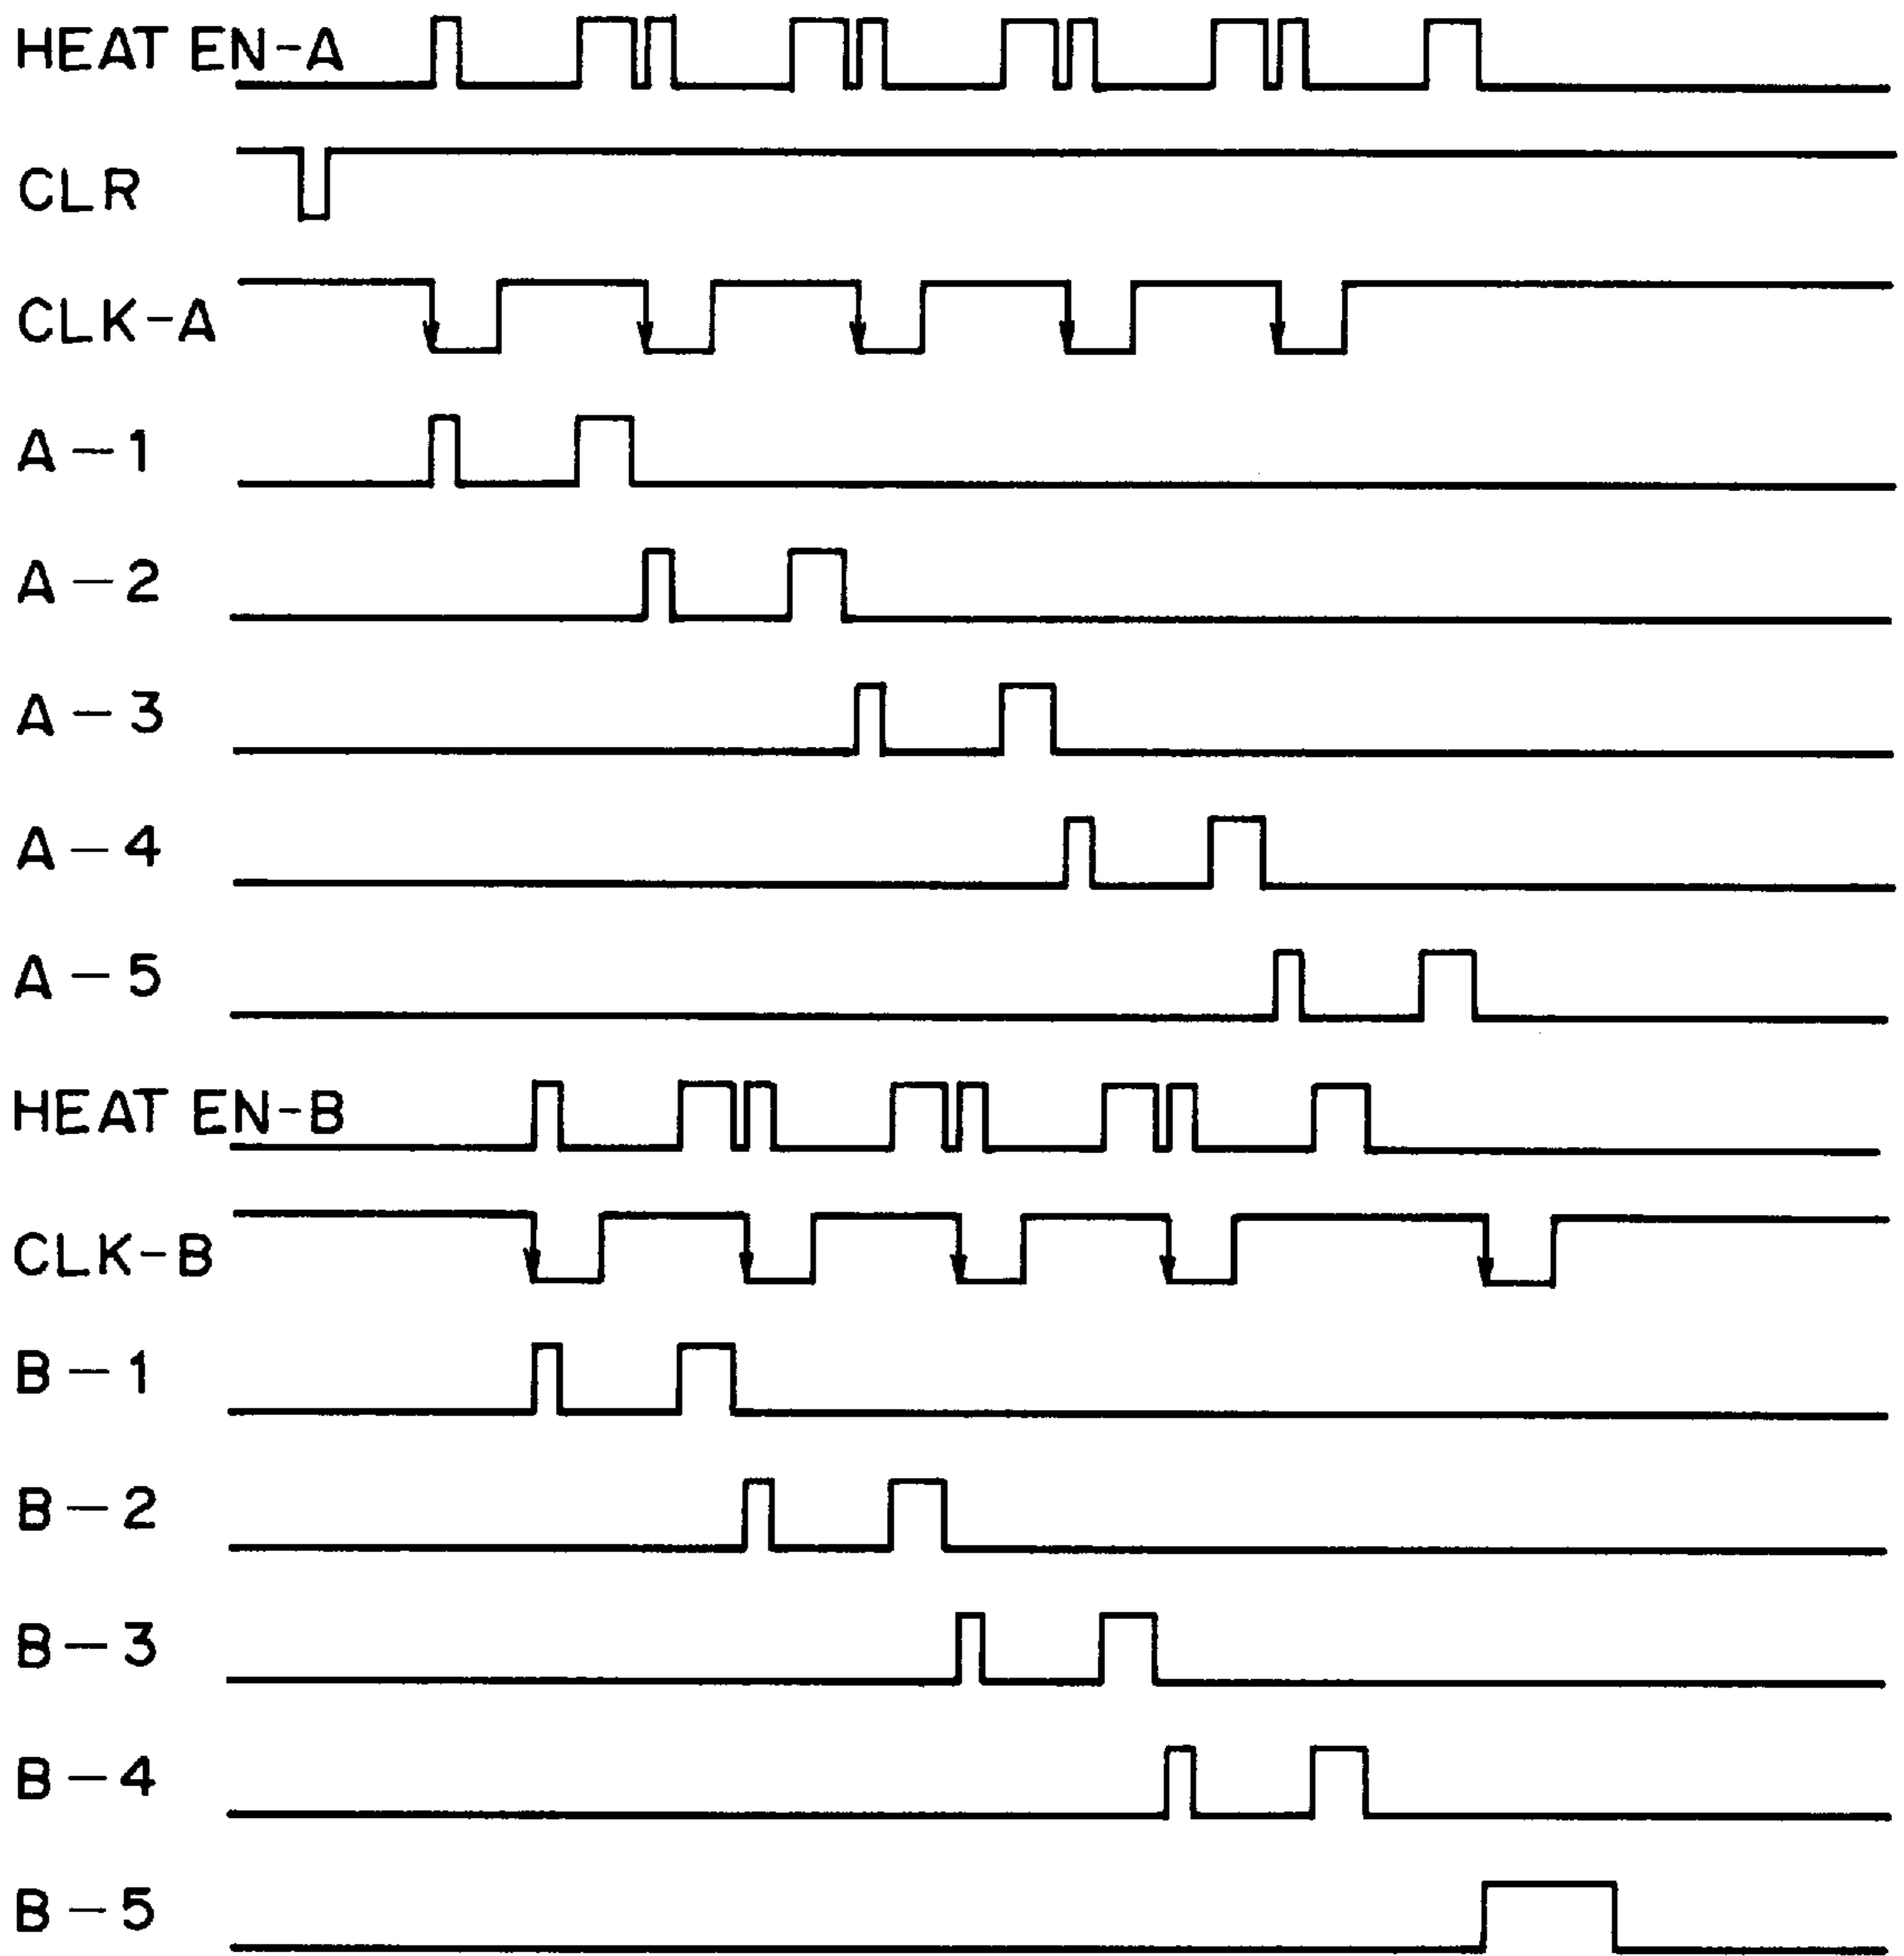 HEAT EN-A
CLR
CLK-A
A-1
A-2
A-3
A-4
A-5
HEAT EN-B
CLK-B
B-1
B-2
B-3
B-4
B-5